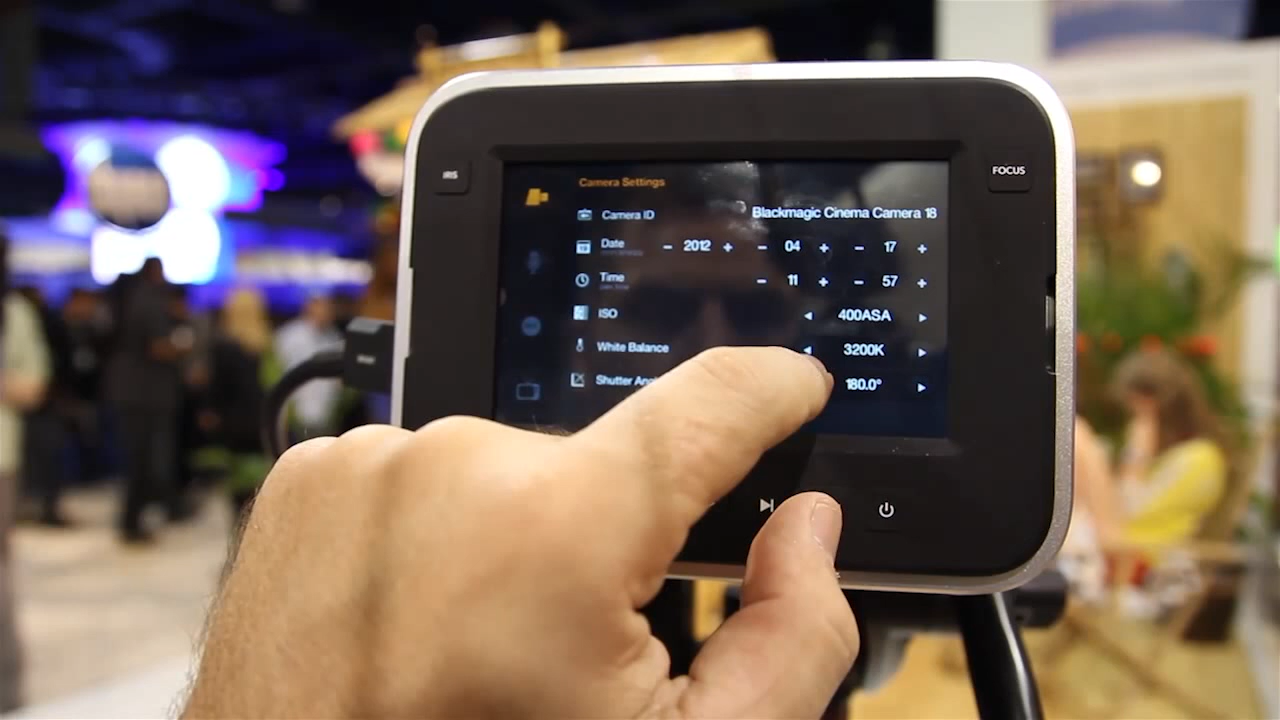 IRIS
FOCUS
Camera Settings
Camera ID Blackmagic Cinema Camera 18
Date - 2012 + - 04 + - 17 +
Time - 11 + - 57 +
ISO 400ASA
White Balance 3200K
Shutter Ang 180.0°